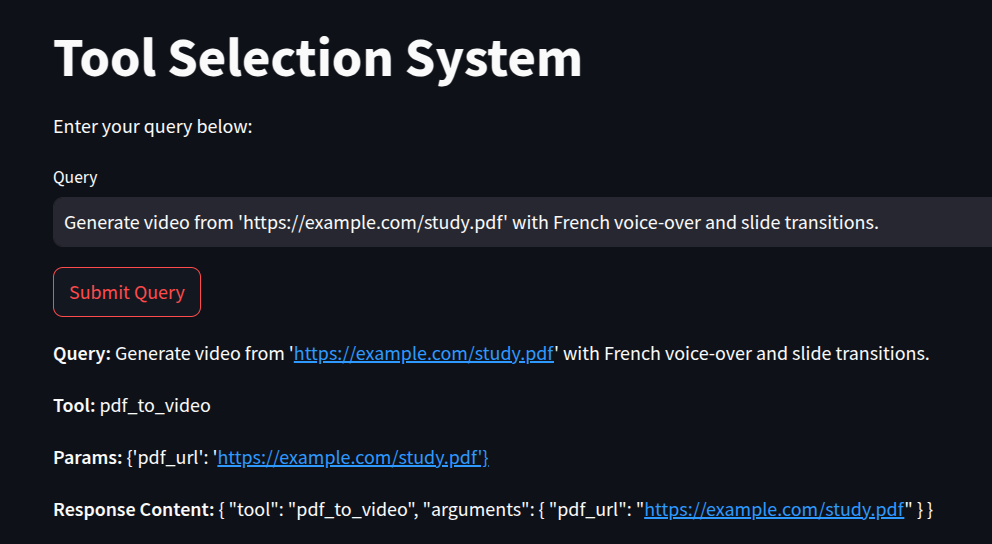 Tool Selection System
Enter your query below:
Query
Generate video from 'https://example.com/study.pdf' with French voice-over and slide transitions.
Submit Query
Query: Generate video from 'https://example.com/study.pdf' with French voice-over and slide transitions.
Tool: pdf_to_video
Params: {'pdf_url': 'https://example.com/study.pdf'}
Response Content: { "tool": "pdf_to_video", "arguments": { "pdf_url": "https://example.com/study.pdf" } }